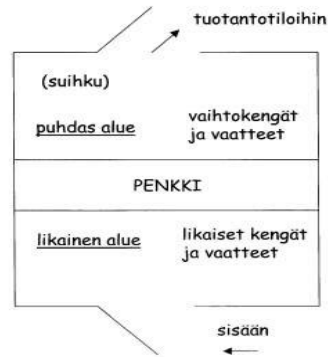 tuotantotiloihin
(suihku)
puhdas alue
vaihtokengät
ja vaatteet
PENKKI
likainen alue
likaiset kengät
ja vaatteet
sisään